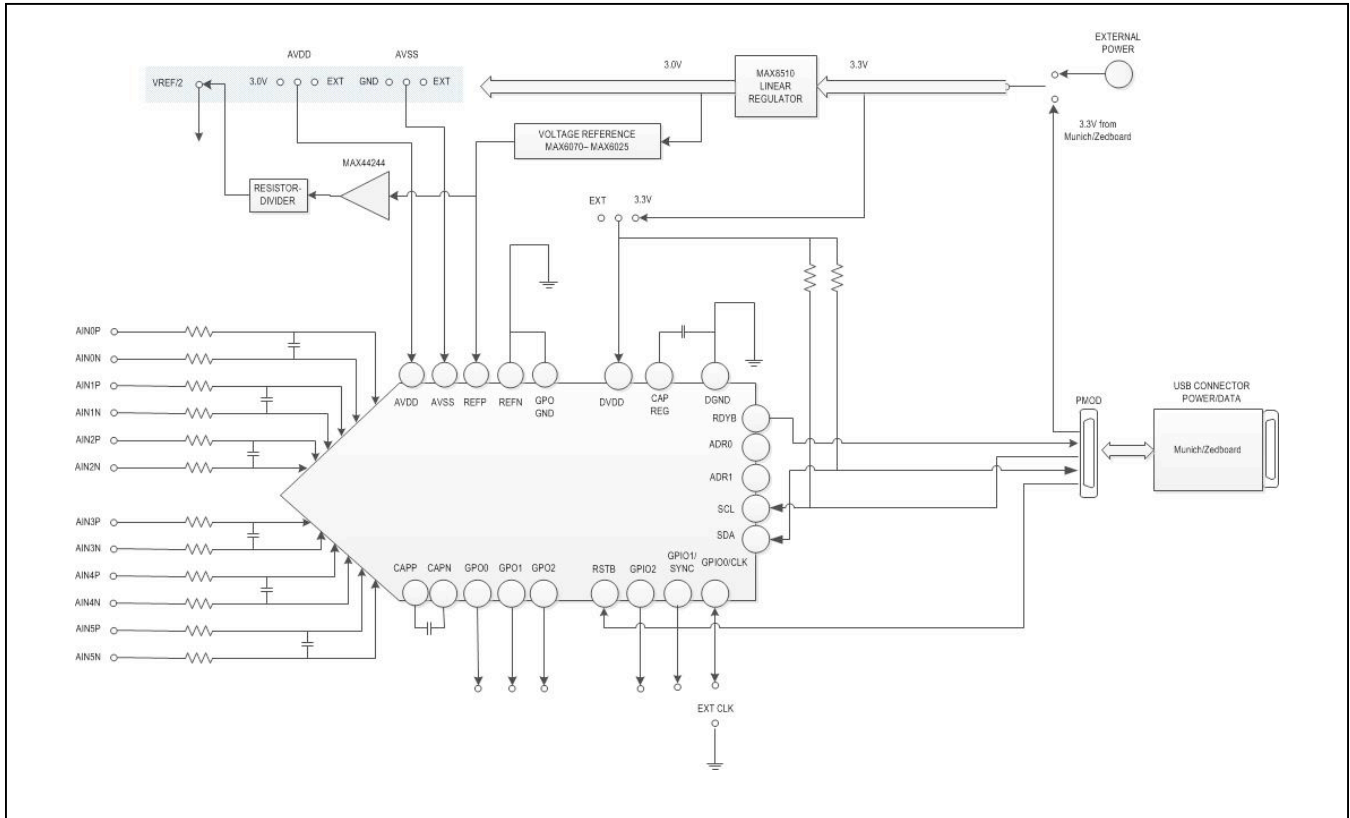 AVDD
AVSS
EXTERNAL
POWER
VREF/2
3.0V
EXT
GND
EXT
3.0V
MAX8510
LINEAR
REGULATOR
3.3V
3.3V from
Munich/Zedboard
VOLTAGE REFERENCE
MAX6070– MAX6025
MAX44244
RESISTOR-
DIVIDER
EXT
3.3V
AIN0P
AIN0N
AIN1P
AIN1N
AIN2P
AIN2N
AIN3P
AIN3N
AIN4P
AIN4N
AIN5P
AIN5N
AVDD
AVSS
REFP
REFN
GPO
GND
DVDD
CAP
REG
DGND
RDYB
ADR0
ADR1
SCL
SDA
PMOD
USB CONNECTOR
POWER/DATA
Munich/Zedboard
CAPP
CAPN
GPO0
GPO1
GPO2
RSTB
GPIO2
GPIO1/
SYNC
GPIO0/CLK
EXT CLK